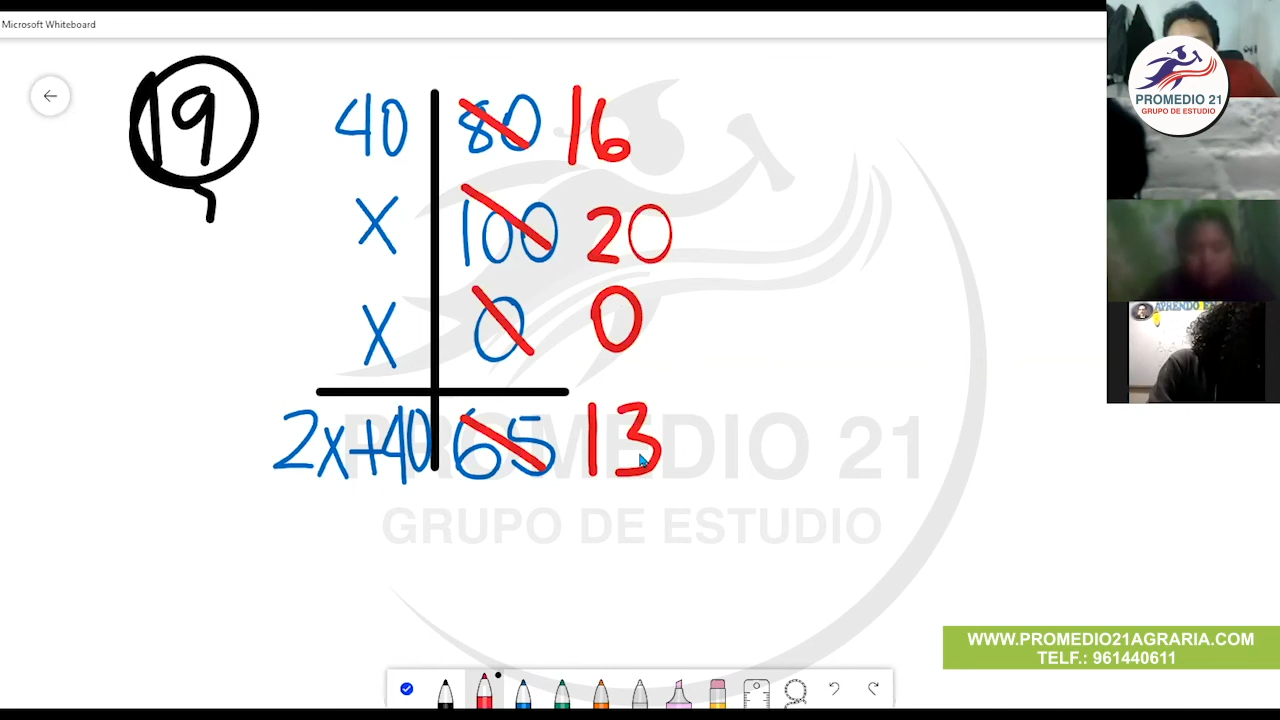 Microsoft Whiteboard
19
40 80 16
x 100 20
x 0 0
2x+40 65 13
PROMEDIO 21
GRUPO DE ESTUDIO
PROMEDIO 21
GRUPO DE ESTUDIO
WWW.PROMEDIO21AGRARIA.COM
TELF.: 961440611